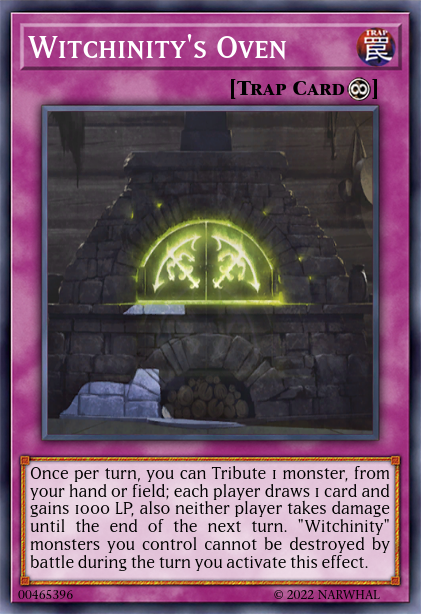 Witchinity's Oven
TRAP
罠
[Trap Card]
Once per turn, you can Tribute 1 monster, from
your hand or field; each player draws 1 card and
gains 1000 LP, also neither player takes damage
until the end of the next turn. "Witchinity"
monsters you control cannot be destroyed by
battle during the turn you activate this effect.
00465396
© 2022 NARWHAL